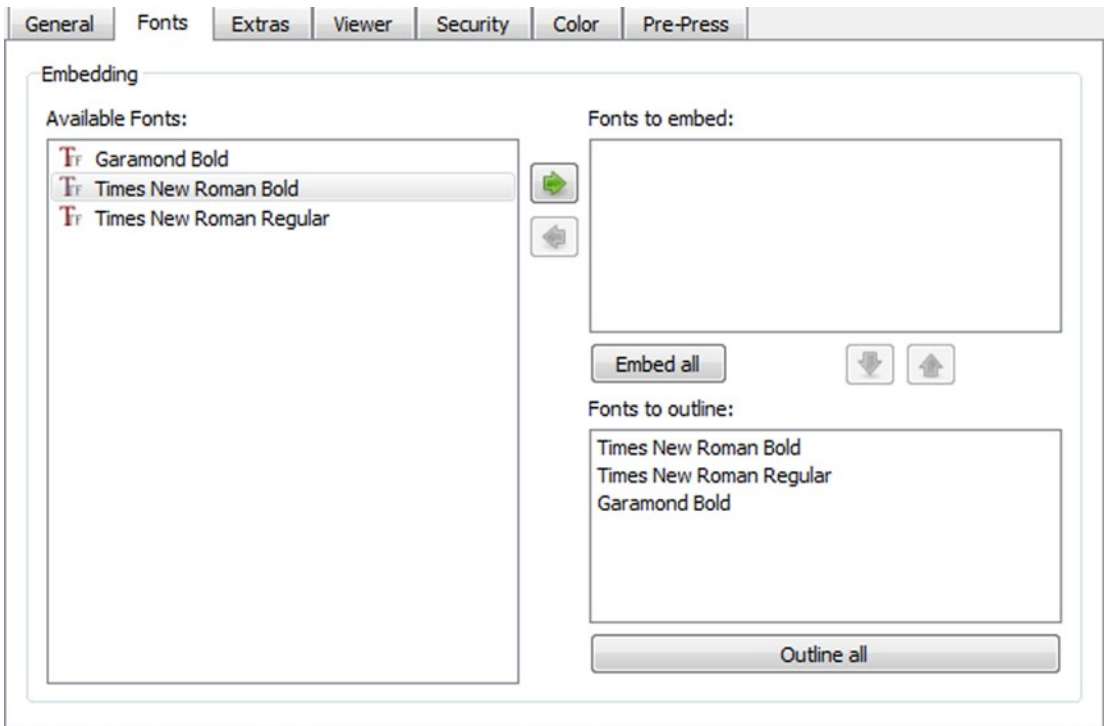 General Fonts Extras Viewer Security Color Pre-Press
Embedding
Available Fonts:
Garamond Bold
Times New Roman Bold
Times New Roman Regular
Fonts to embed:
Embed all
Fonts to outline:
Times New Roman Bold
Times New Roman Regular
Garamond Bold
Outline all